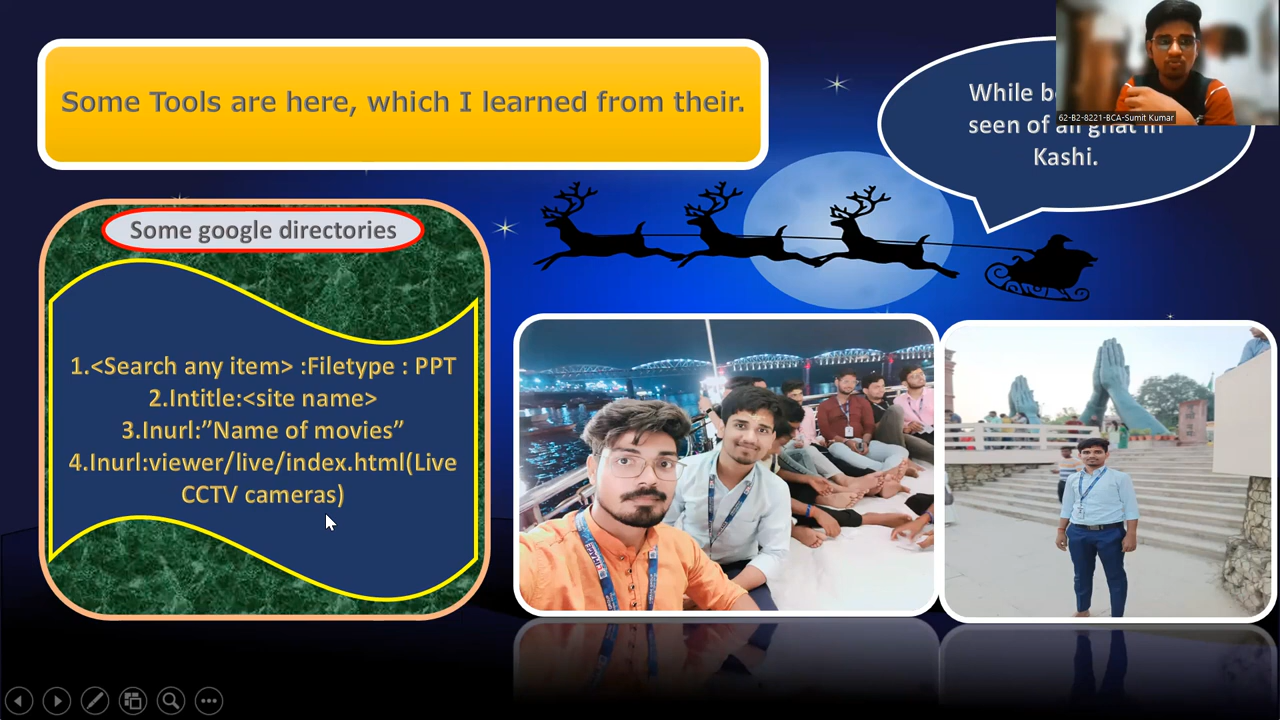 Some Tools are here, which I learned from their.
While
seen of all ghat in
Kashi.
62-B2-8221-BCA-Sumit Kumar
Some google directories
1.<Search any item> :Filetype : PPT
2.Intitle:<site name>
3.Inurl:”Name of movies”
4.Inurl:viewer/live/index.html(Live
CCTV cameras)